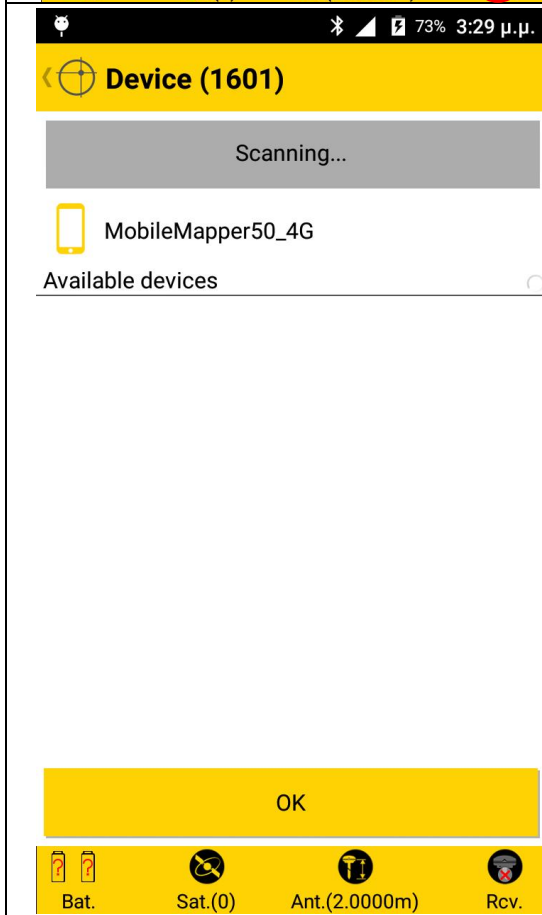 73% 3:29 μ.μ.
Device (1601)
Scanning...
MobileMapper50_4G
Available devices
OK
? ?
Bat. Sat.(0) Ant.(2.0000m) Rcv.